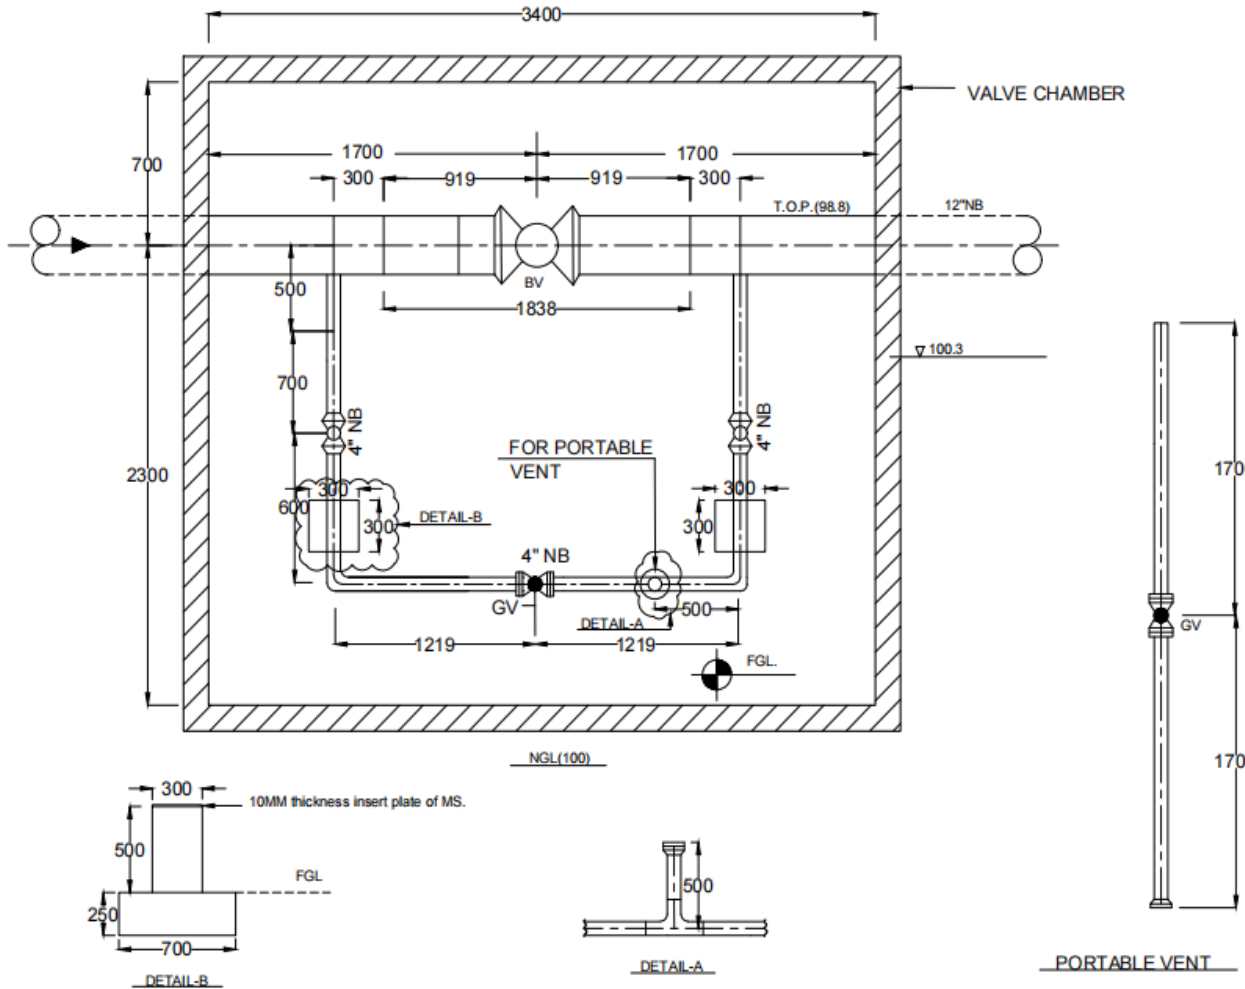 3400
VALVE CHAMBER
700
1700
1700
300
919
919
300
T.O.P.(98.8)
12"NB
BV
500
1838
100.3
700
4" NB
4" NB
FOR PORTABLE
VENT
2300
170
300
600
300
DETAIL-B
300
300
4" NB
GV
500
DETAIL-A
GV
1219
1219
FGL.
NGL(100)
170
300
10MM thickness insert plate of MS.
500
FGL
250
700
DETAIL-B
500
DETAIL-A
PORTABLE VENT